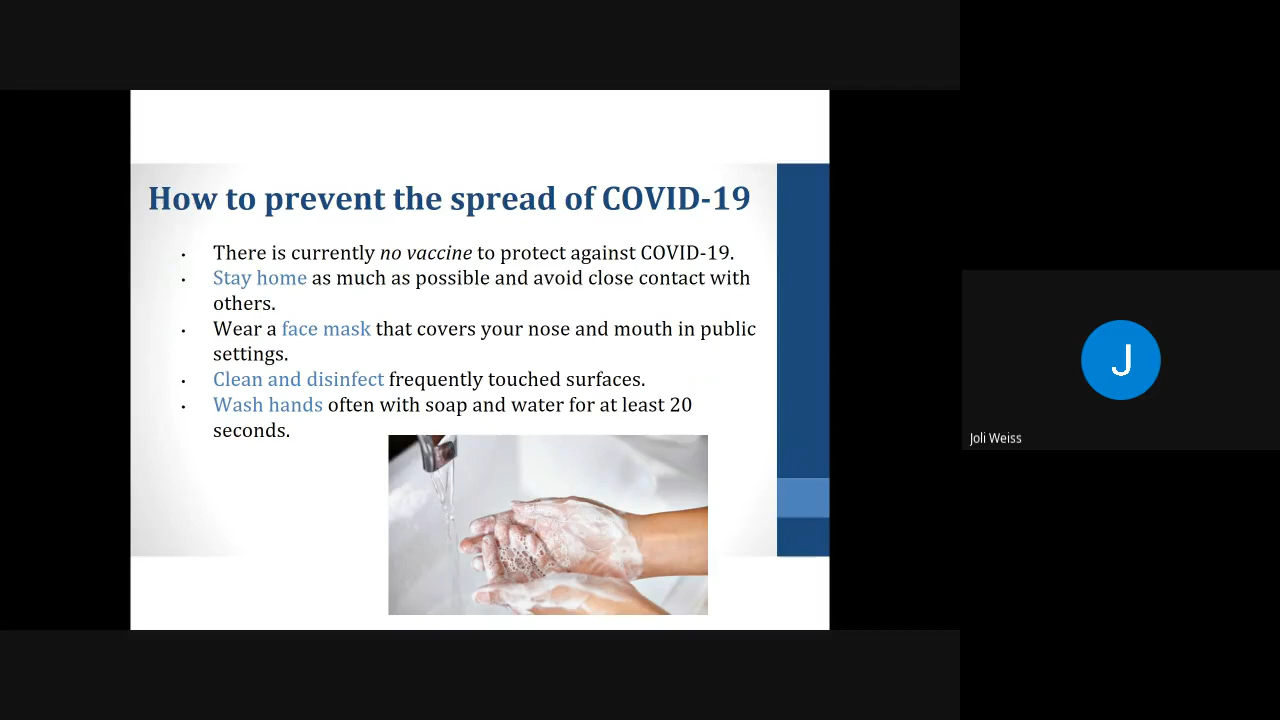 How to prevent the spread of COVID-19
• There is currently no vaccine to protect against COVID-19.
• Stay home as much as possible and avoid close contact with
others.
• Wear a face mask that covers your nose and mouth in public
settings.
• Clean and disinfect frequently touched surfaces.
• Wash hands often with soap and water for at least 20
seconds.
J
Joli Weiss